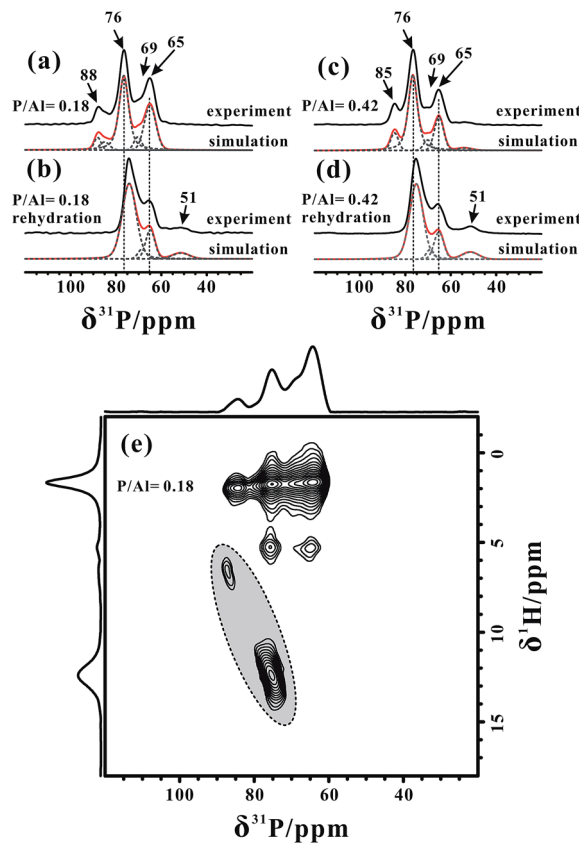 76
(a) 69 65
88
P/Al= 0.18 experiment
simulation
(b)
P/Al= 0.18 51
rehydration experiment
simulation
100 80 60 40
δ³¹P/ppm
76
(c) 69 65
85
P/Al= 0.42 experiment
simulation
(d)
P/Al= 0.42 51
rehydration experiment
simulation
100 80 60 40
δ³¹P/ppm
(e)
P/Al= 0.18
0
5
10
15
δ¹H/ppm
100 80 60
δ³¹P/ppm